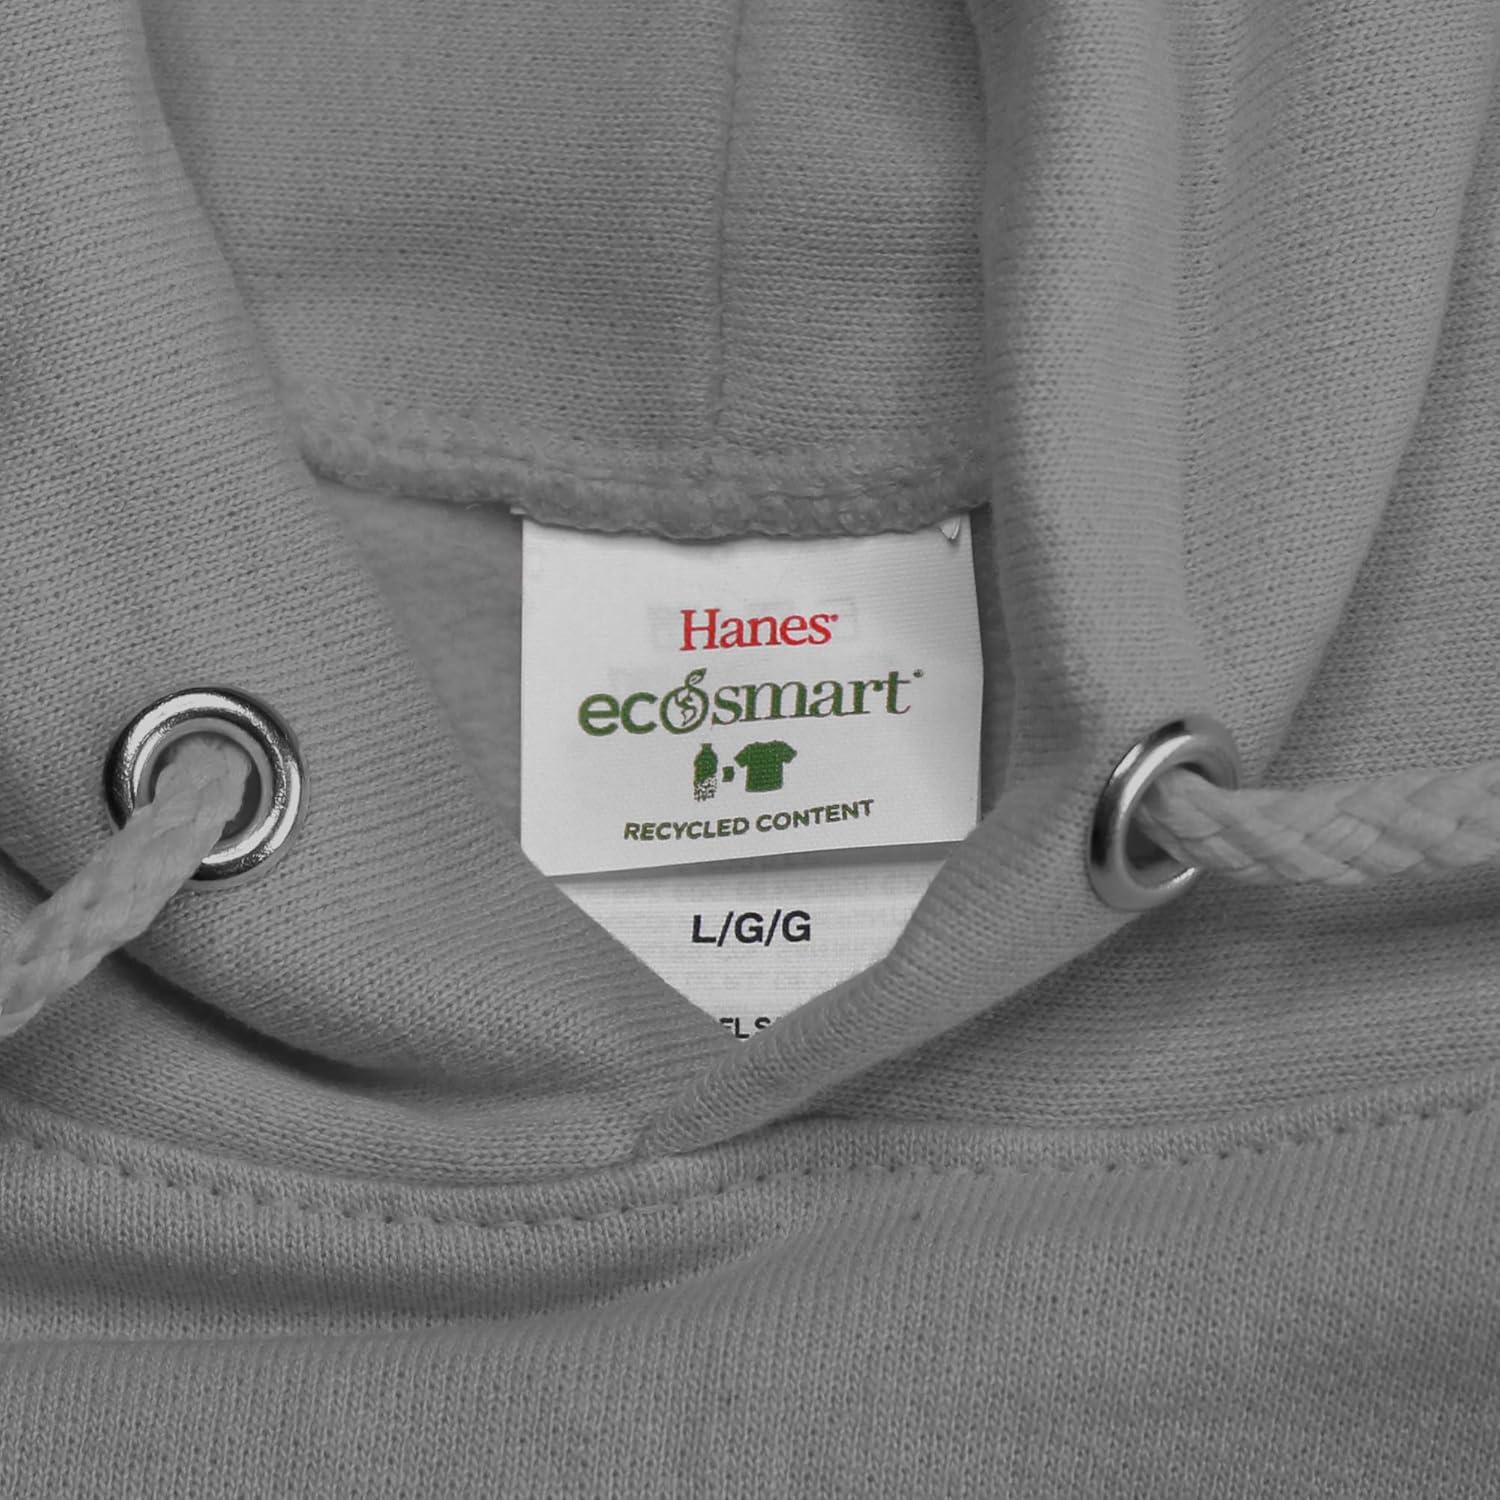 Hanes
ecosmart
RECYCLED CONTENT
L/G/G